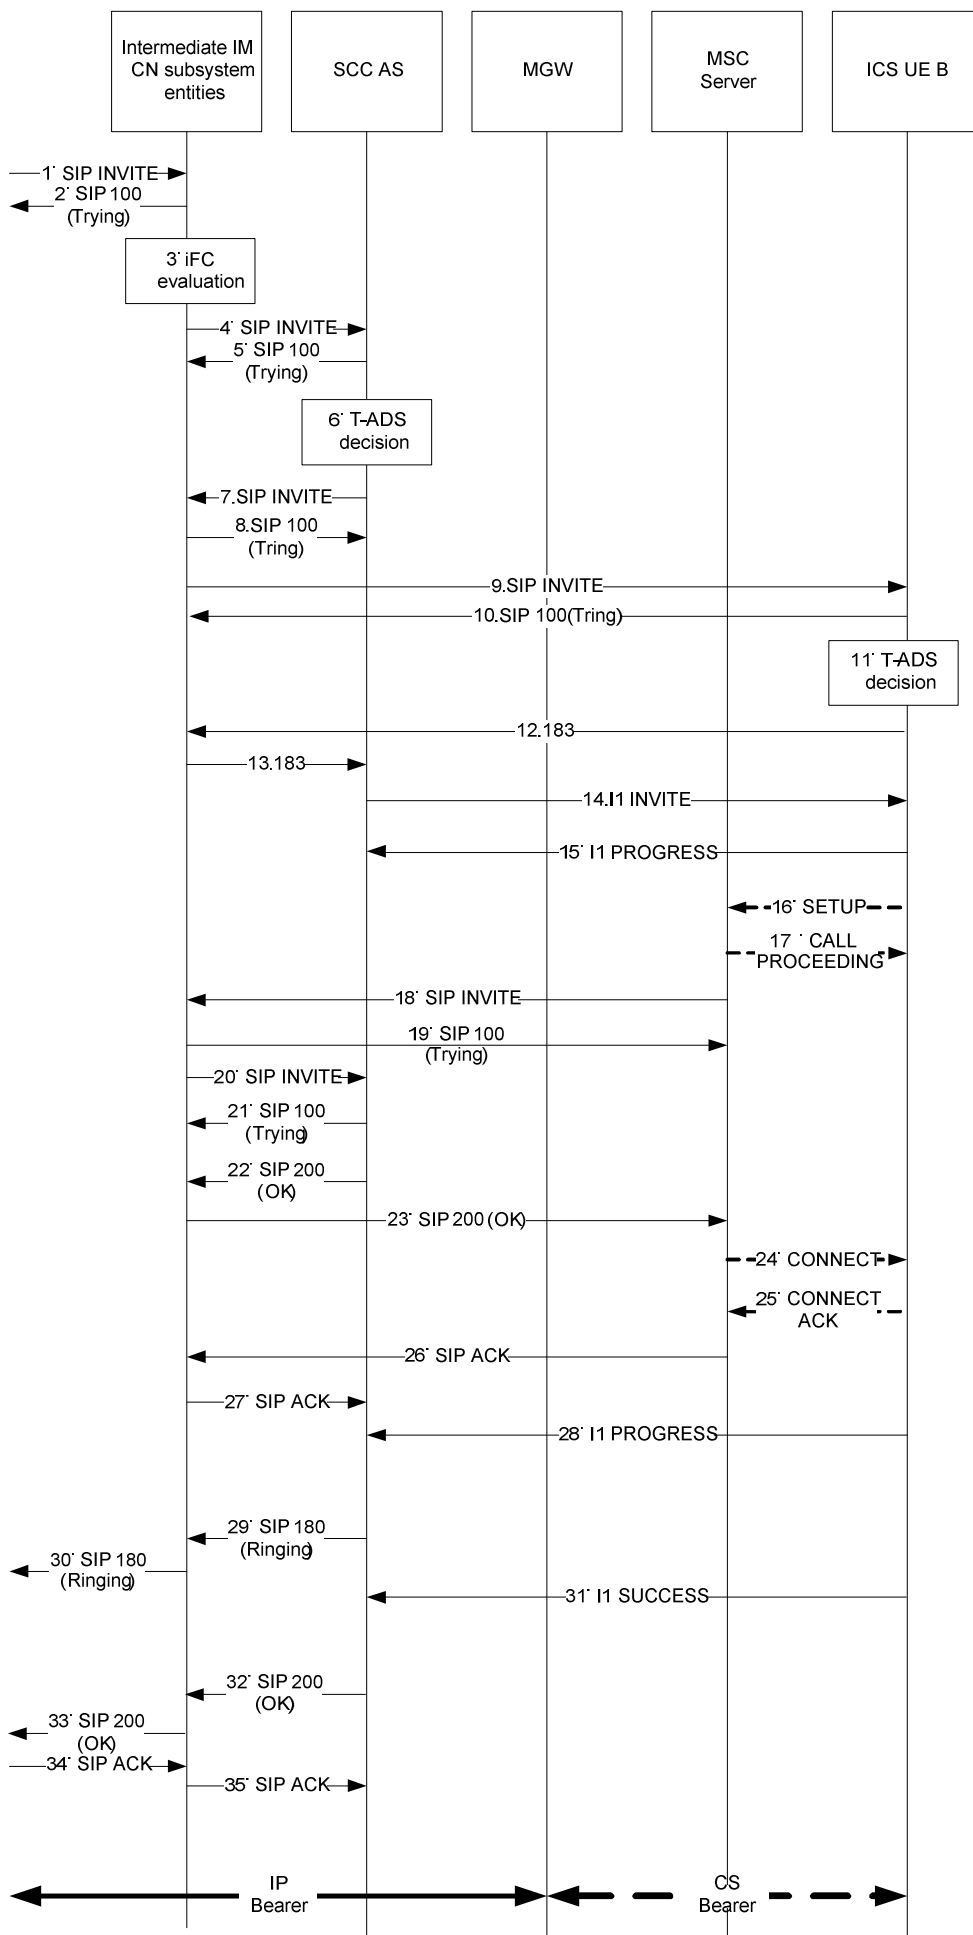 Intermediate IM
CN subsystem
entities
SCC AS
MGW
MSC
Server
ICS UE B
1. SIP INVITE
2. SIP 100
(Trying)
3. iFC
evaluation
4. SIP INVITE
5. SIP 100
(Trying)
6. T-ADS
decision
7.SIP INVITE
8.SIP 100
(Tring)
9.SIP INVITE
10.SIP 100(Tring)
11. T-ADS
decision
12.183
13.183
14.I1 INVITE
15. I1 PROGRESS
16. SETUP
17 . CALL
PROCEEDING
18. SIP INVITE
19. SIP 100
(Trying)
20. SIP INVITE
21. SIP 100
(Trying)
22. SIP 200
(OK)
23. SIP 200 (OK)
24. CONNECT
25. CONNECT
ACK
26. SIP ACK
27. SIP ACK
28. I1 PROGRESS
29. SIP 180
(Ringing)
30. SIP 180
(Ringing)
31. I1 SUCCESS
32. SIP 200
(OK)
33. SIP 200
(OK)
34. SIP ACK
35. SIP ACK
IP
Bearer
CS
Bearer